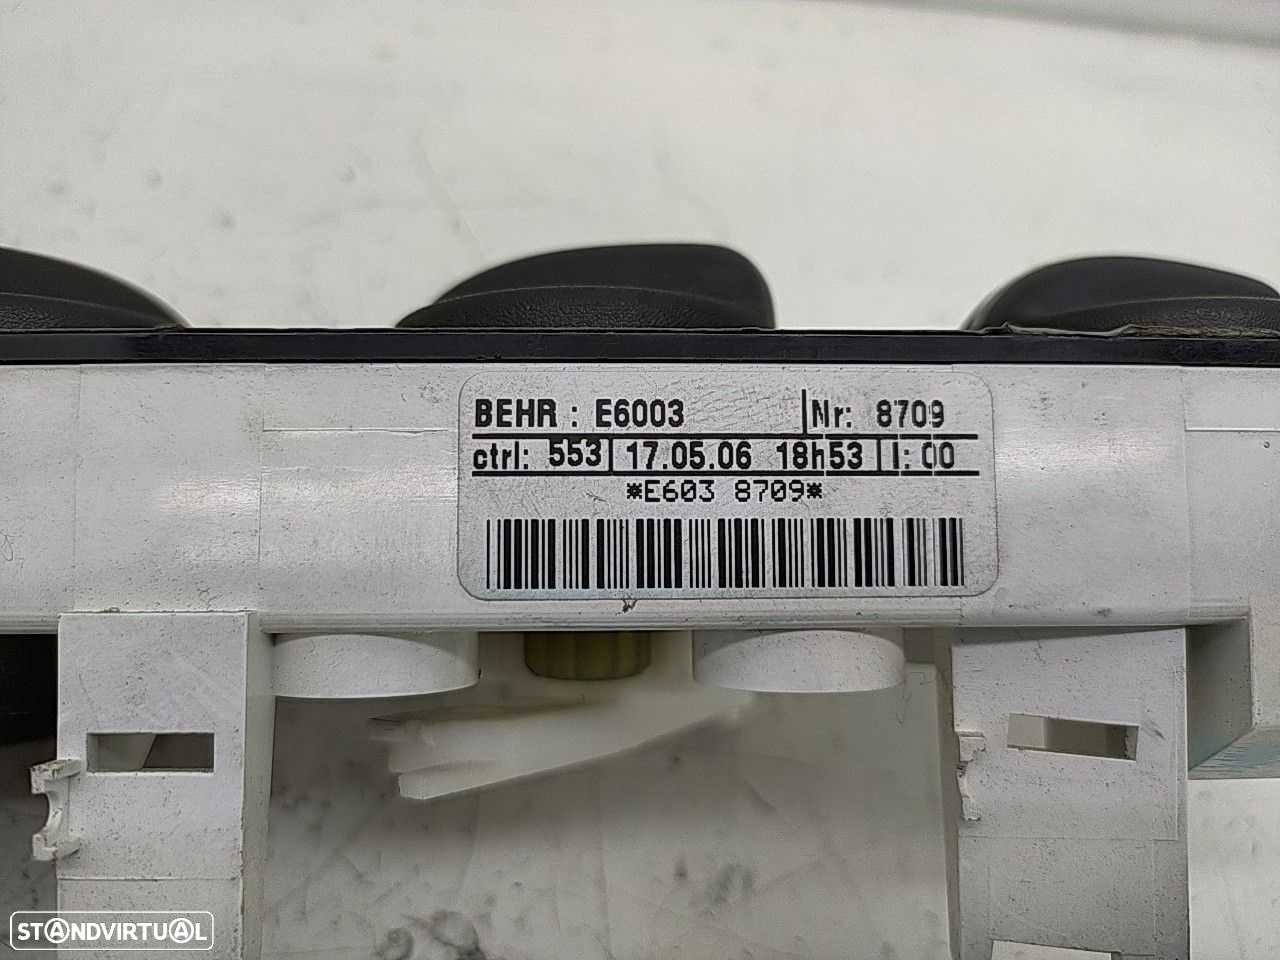 BEHR : E6003 Nr: 8709
ctrl: 553 17.05.06 18h53 I: 00
*E603 8709*
STANDVIRTUAL